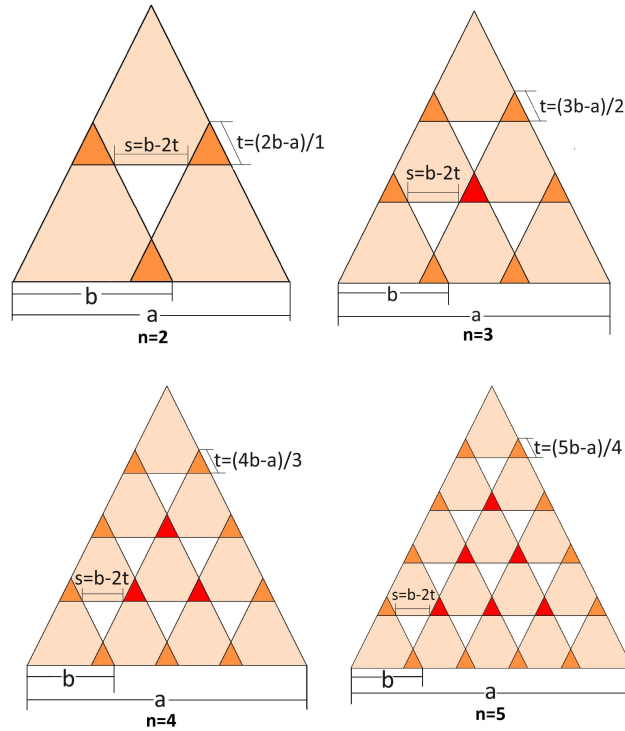 t=(2b-a)/1
s=b-2t
b
a
n=2
t=(3b-a)/2
s=b-2t
b
a
n=3
t=(4b-a)/3
s=b-2t
b
a
n=4
t=(5b-a)/4
s=b-2t
b
a
n=5